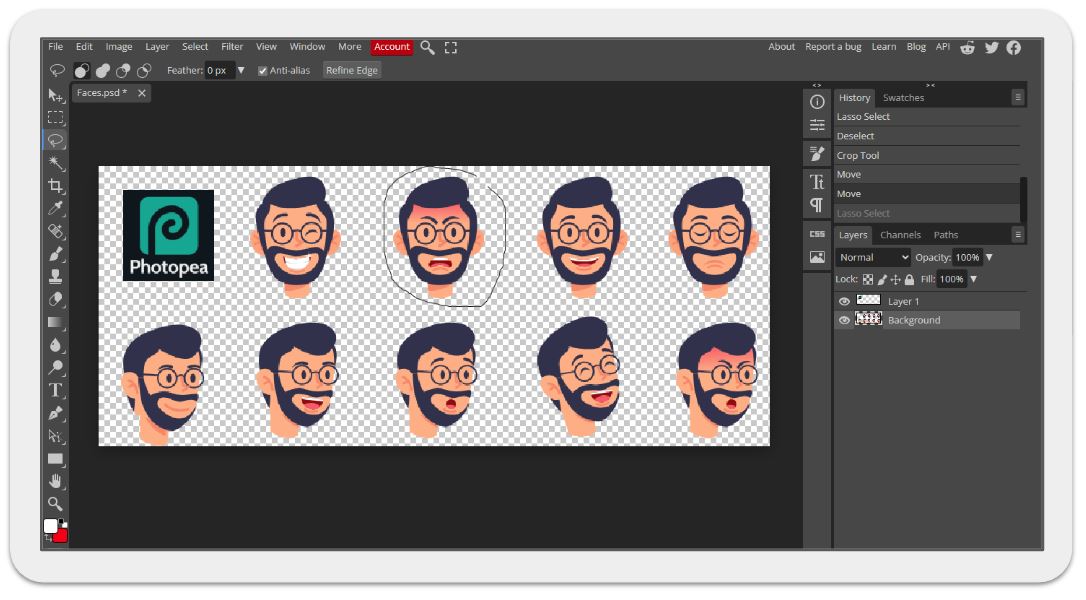 File Edit Image Layer Select Filter View Window More Account About Report a bug Learn Blog API
Feather: 0 px Anti-alias Refine Edge
Faces.psd *
History Swatches
Lasso Select
Deselect
Crop Tool
Move
Move
Lasso Select
CSS
Layers Channels Paths
Normal Opacity: 100%
Lock: Fill: 100%
Layer 1
Background
Photopea